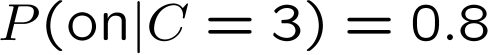 P(on|C = 3) = 0.8